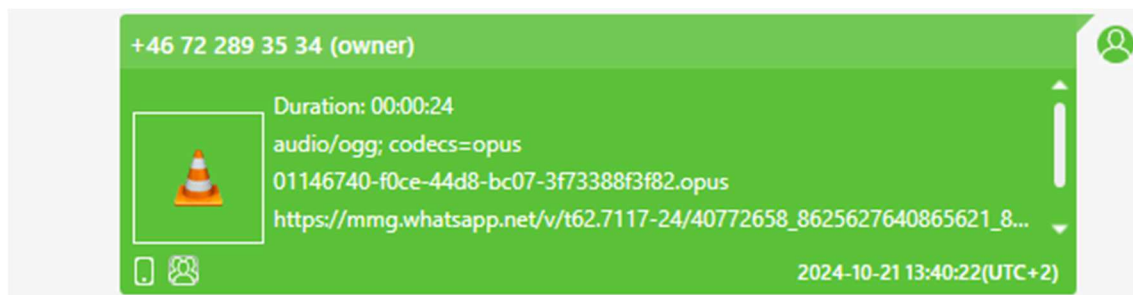 +46 72 289 35 34 (owner)
Duration: 00:00:24
audio/ogg; codecs=opus
01146740-f0ce-44d8-bc07-3f73388f3f82.opus
https://mmg.whatsapp.net/v/t62.7117-24/40772658_8625627640865621_8...
2024-10-21 13:40:22(UTC+2)